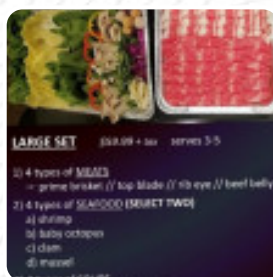 LARGE SET + tax serves 3-5
1) 4 types of MEATS
prime brisket // top blade // rib eye // beef belly
2) 4 types of SEAFOOD (SELECT TWO)
a) shrimp
b) baby octopus
c) clam
d) mussel